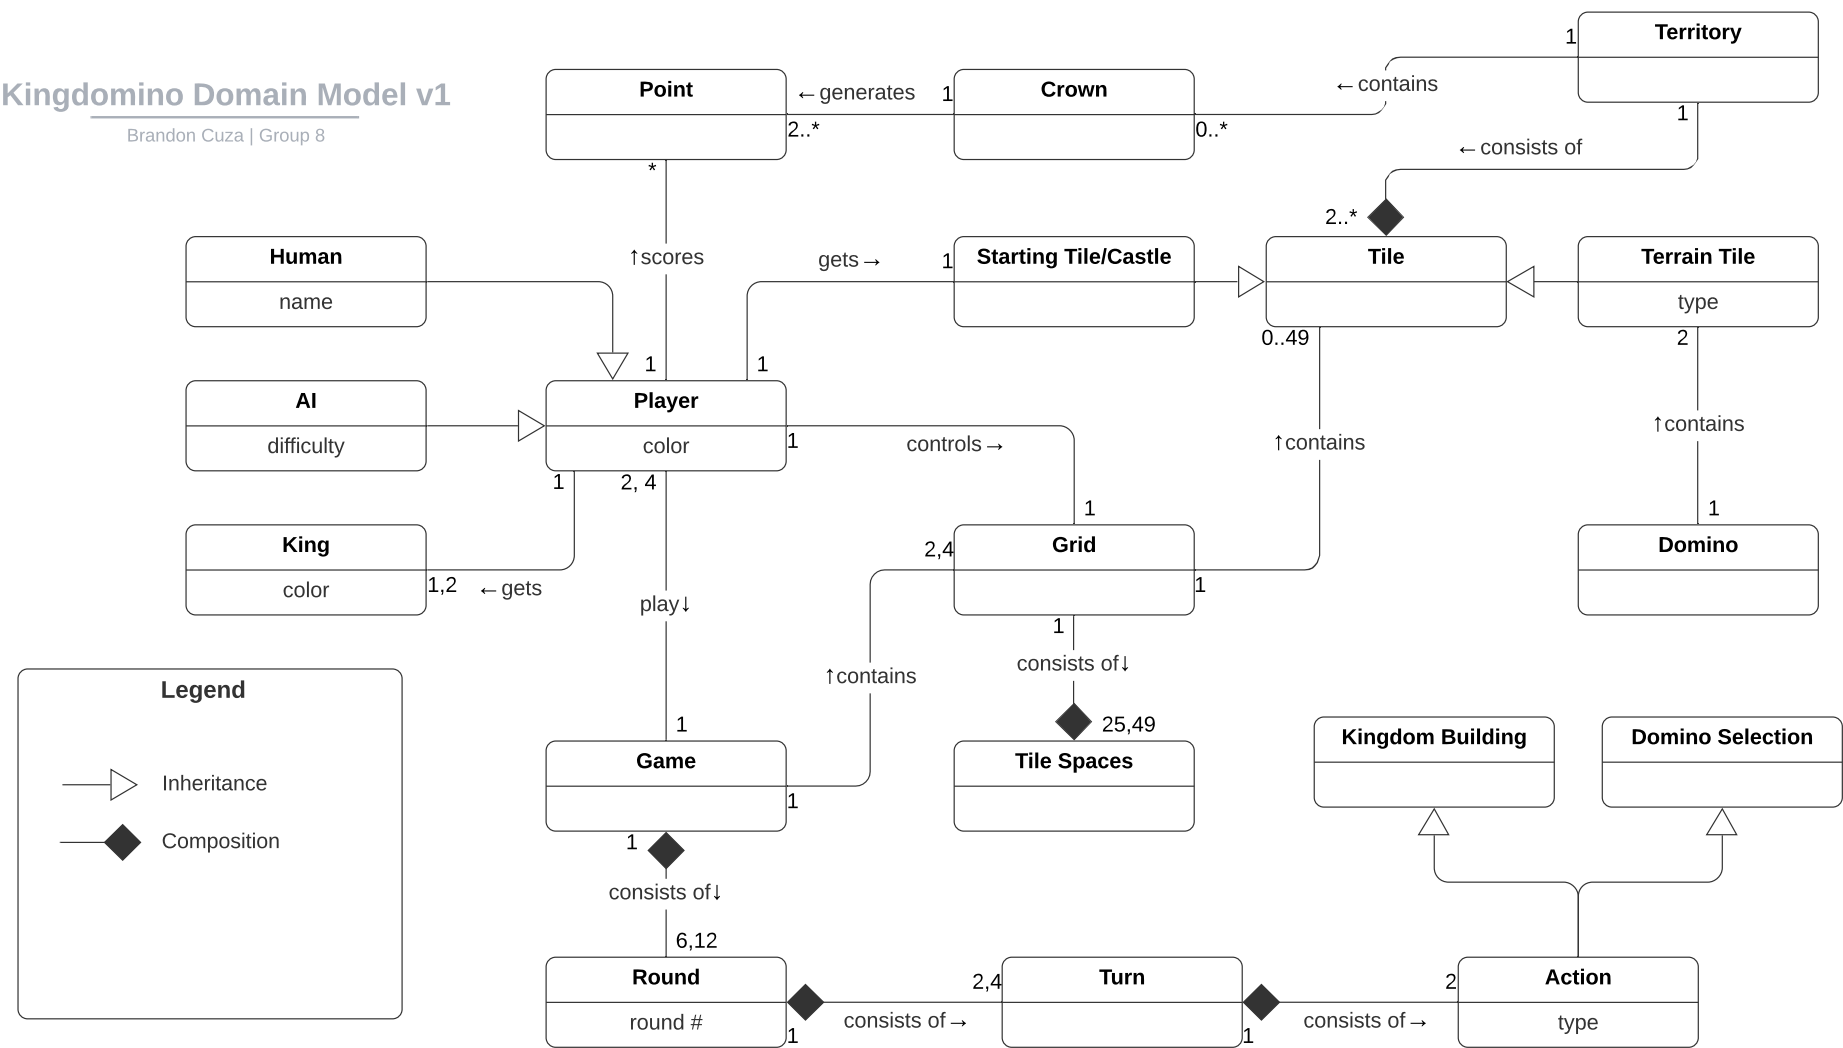 Kingdomino Domain Model v1
Brandon Cuza | Group 8
Territory
1
1
←contains
Point
←generates
1
2..*
Crown
0..*
←consists of
2..*
*
↑scores
1
Human
name
gets→
1
1
Starting Tile/Castle
Tile
0..49
Terrain Tile
type
2
AI
difficulty
Player
color
1
controls→
1
↑contains
↑contains
1
1
2, 4
King
color
1,2
←gets
play↓
2,4
Grid
1
1
Domino
↑contains
consists of↓
25,49
Legend
Inheritance
Composition
1
Game
1
1
Tile Spaces
Kingdom Building
Domino Selection
consists of↓
6,12
Round
round #
1
consists of→
2,4
Turn
1
consists of→
2
Action
type